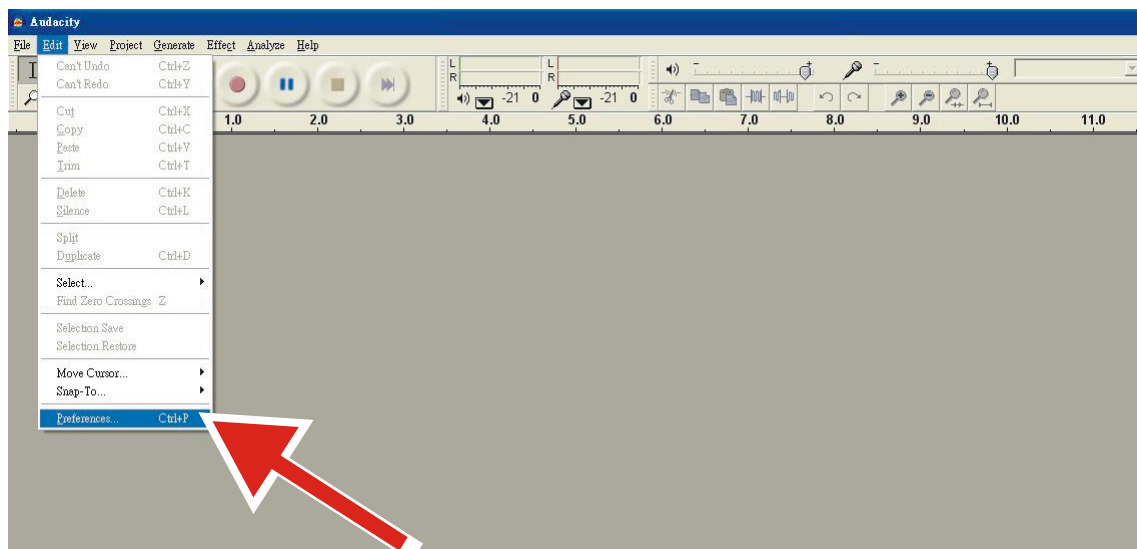 Audacity
File Edit View Project Generate Effect Analyze Help
Can't Undo Ctrl+Z
Can't Redo Ctrl+Y
Cut Ctrl+X
Copy Ctrl+C
Paste Ctrl+V
Trim Ctrl+T
Delete Ctrl+K
Silence Ctrl+L
Split
Duplicate Ctrl+D
Select...
Find Zero Crossings Z
Selection Save
Selection Restore
Move Cursor...
Snap-To...
Preferences... Ctrl+P
L L
R R
-21 0 -21 0
1.0 2.0 3.0 4.0 5.0 6.0 7.0 8.0 9.0 10.0 11.0